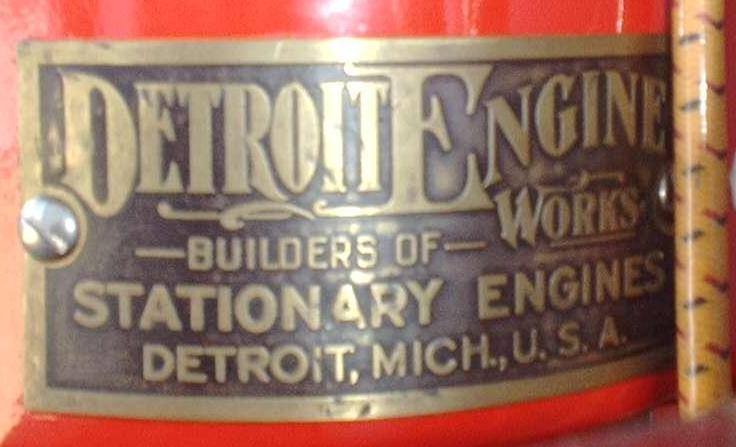 DETROIT ENGINE
WORKS
—BUILDERS OF—
STATIONARY ENGINES
DETROIT, MICH., U. S. A.